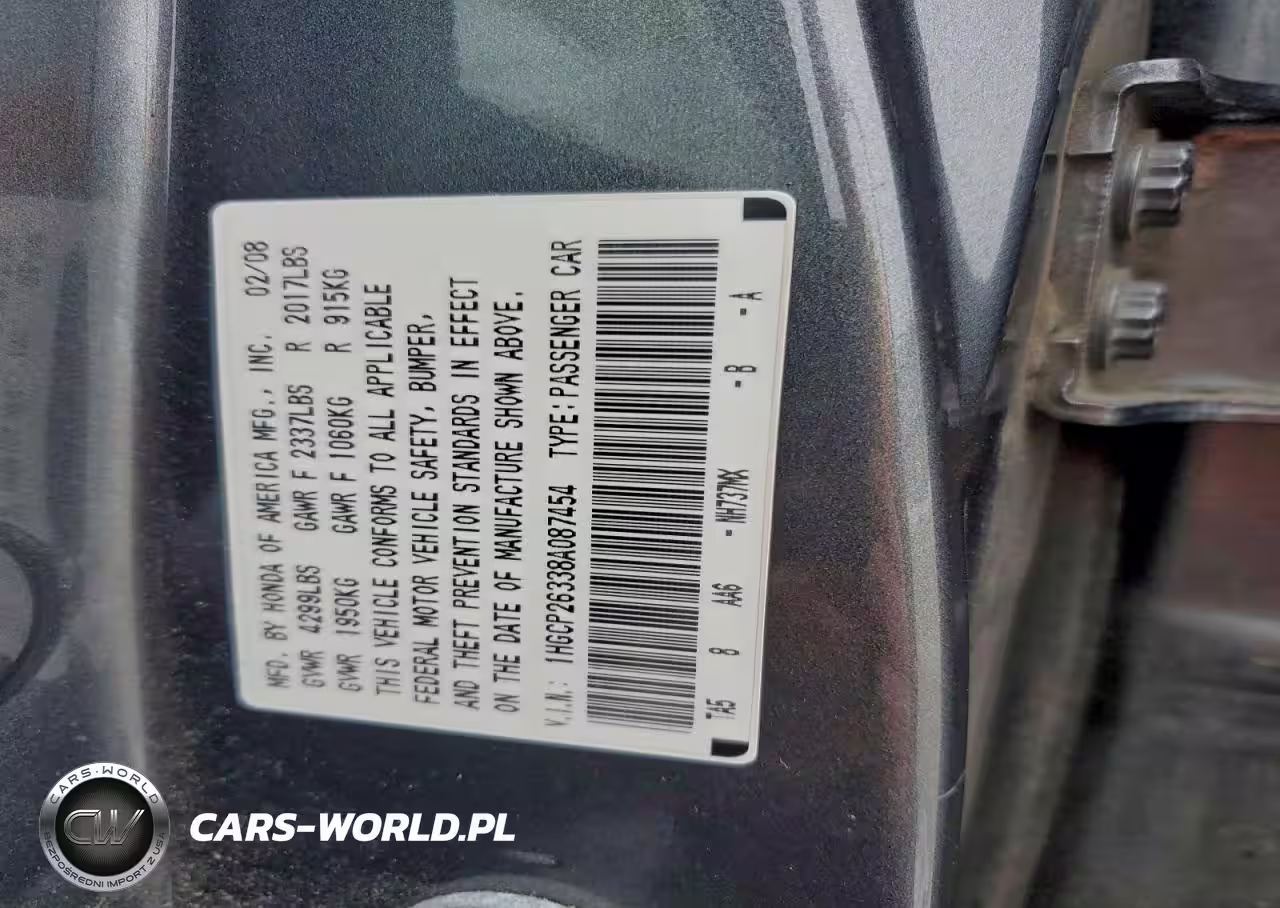 MFD. BY HONDA OF AMERICA MFG., INC. 02/08
GVWR 4299LBS GAWR F 2337LBS R 2017LBS
GVWR 1950KG GAWR F 1060KG R 915KG
THIS VEHICLE CONFORMS TO ALL APPLICABLE
FEDERAL MOTOR VEHICLE SAFETY, BUMPER,
AND THEFT PREVENTION STANDARDS IN EFFECT
ON THE DATE OF MANUFACTURE SHOWN ABOVE.
V.I.N.: 1HGCP26338A087454 TYPE: PASSENGER CAR
TA5 8 AA6 - NH737MX - B - A
CARS-WORLD
CW
BEZPOŚREDNI IMPORT Z USA
CARS-WORLD.PL